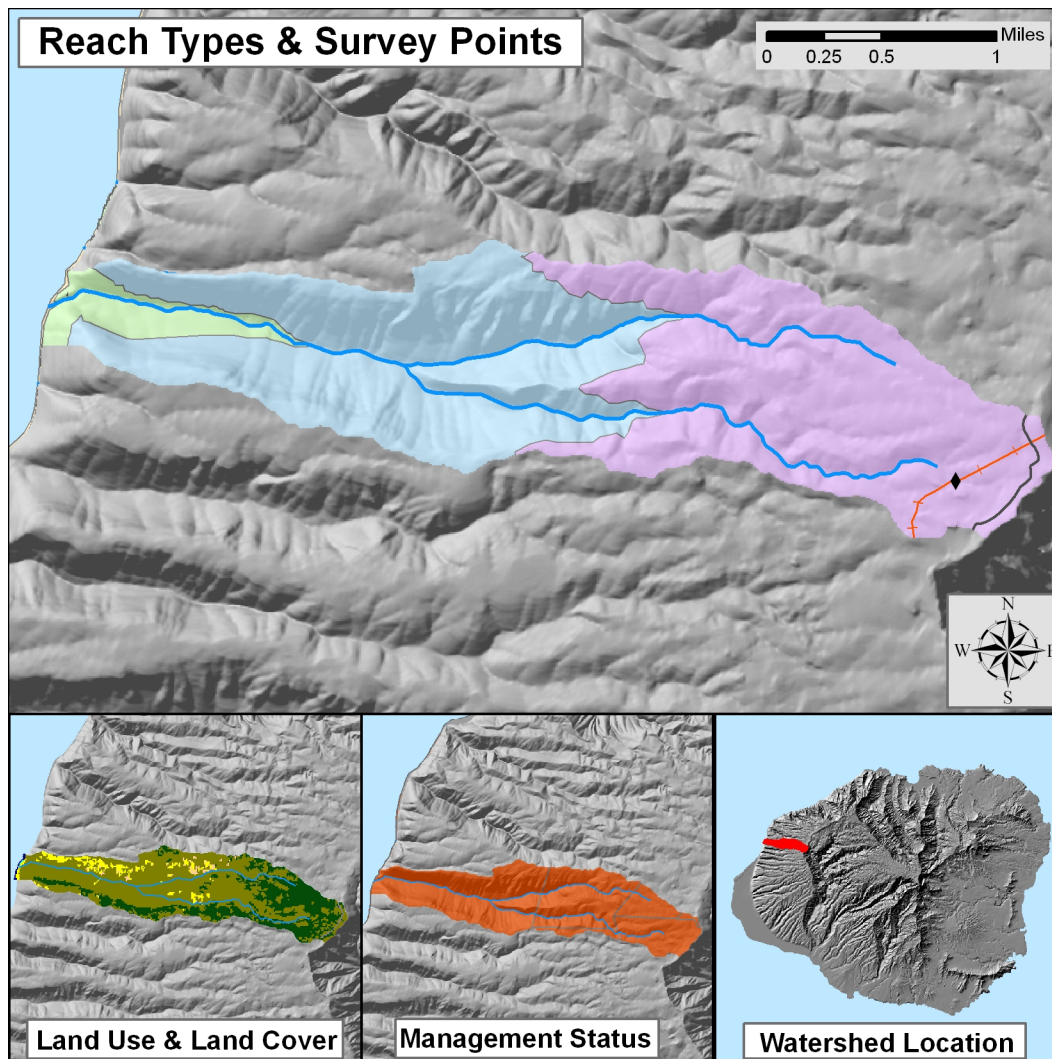 Reach Types & Survey Points
Miles
0 0.25 0.5 1
N
W E
S
Land Use & Land Cover
Management Status
Watershed Location